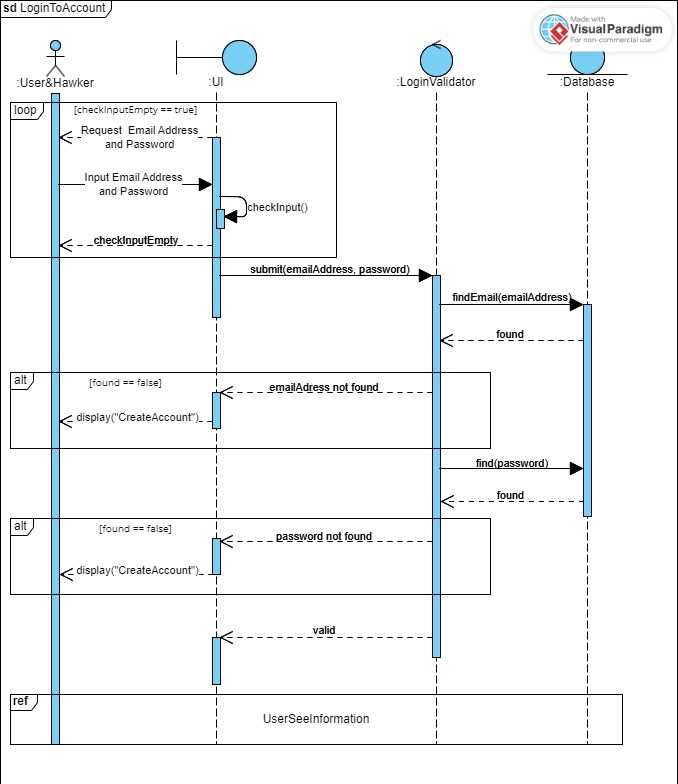 sd LoginToAccount
Made with
VisualParadigm
For non-commercial use
:User&Hawker
:UI
:LoginValidator
:Database
loop
[checkInputEmpty == true]
Request Email Address
and Password
Input Email Address
and Password
checkInput()
checkInputEmpty
submit(emailAddress, password)
findEmail(emailAddress)
found
alt
[found == false]
emailAdress not found
display("CreateAccount")
find(password)
found
alt
[found == false]
password not found
display("CreateAccount")
valid
ref
UserSeeInformation